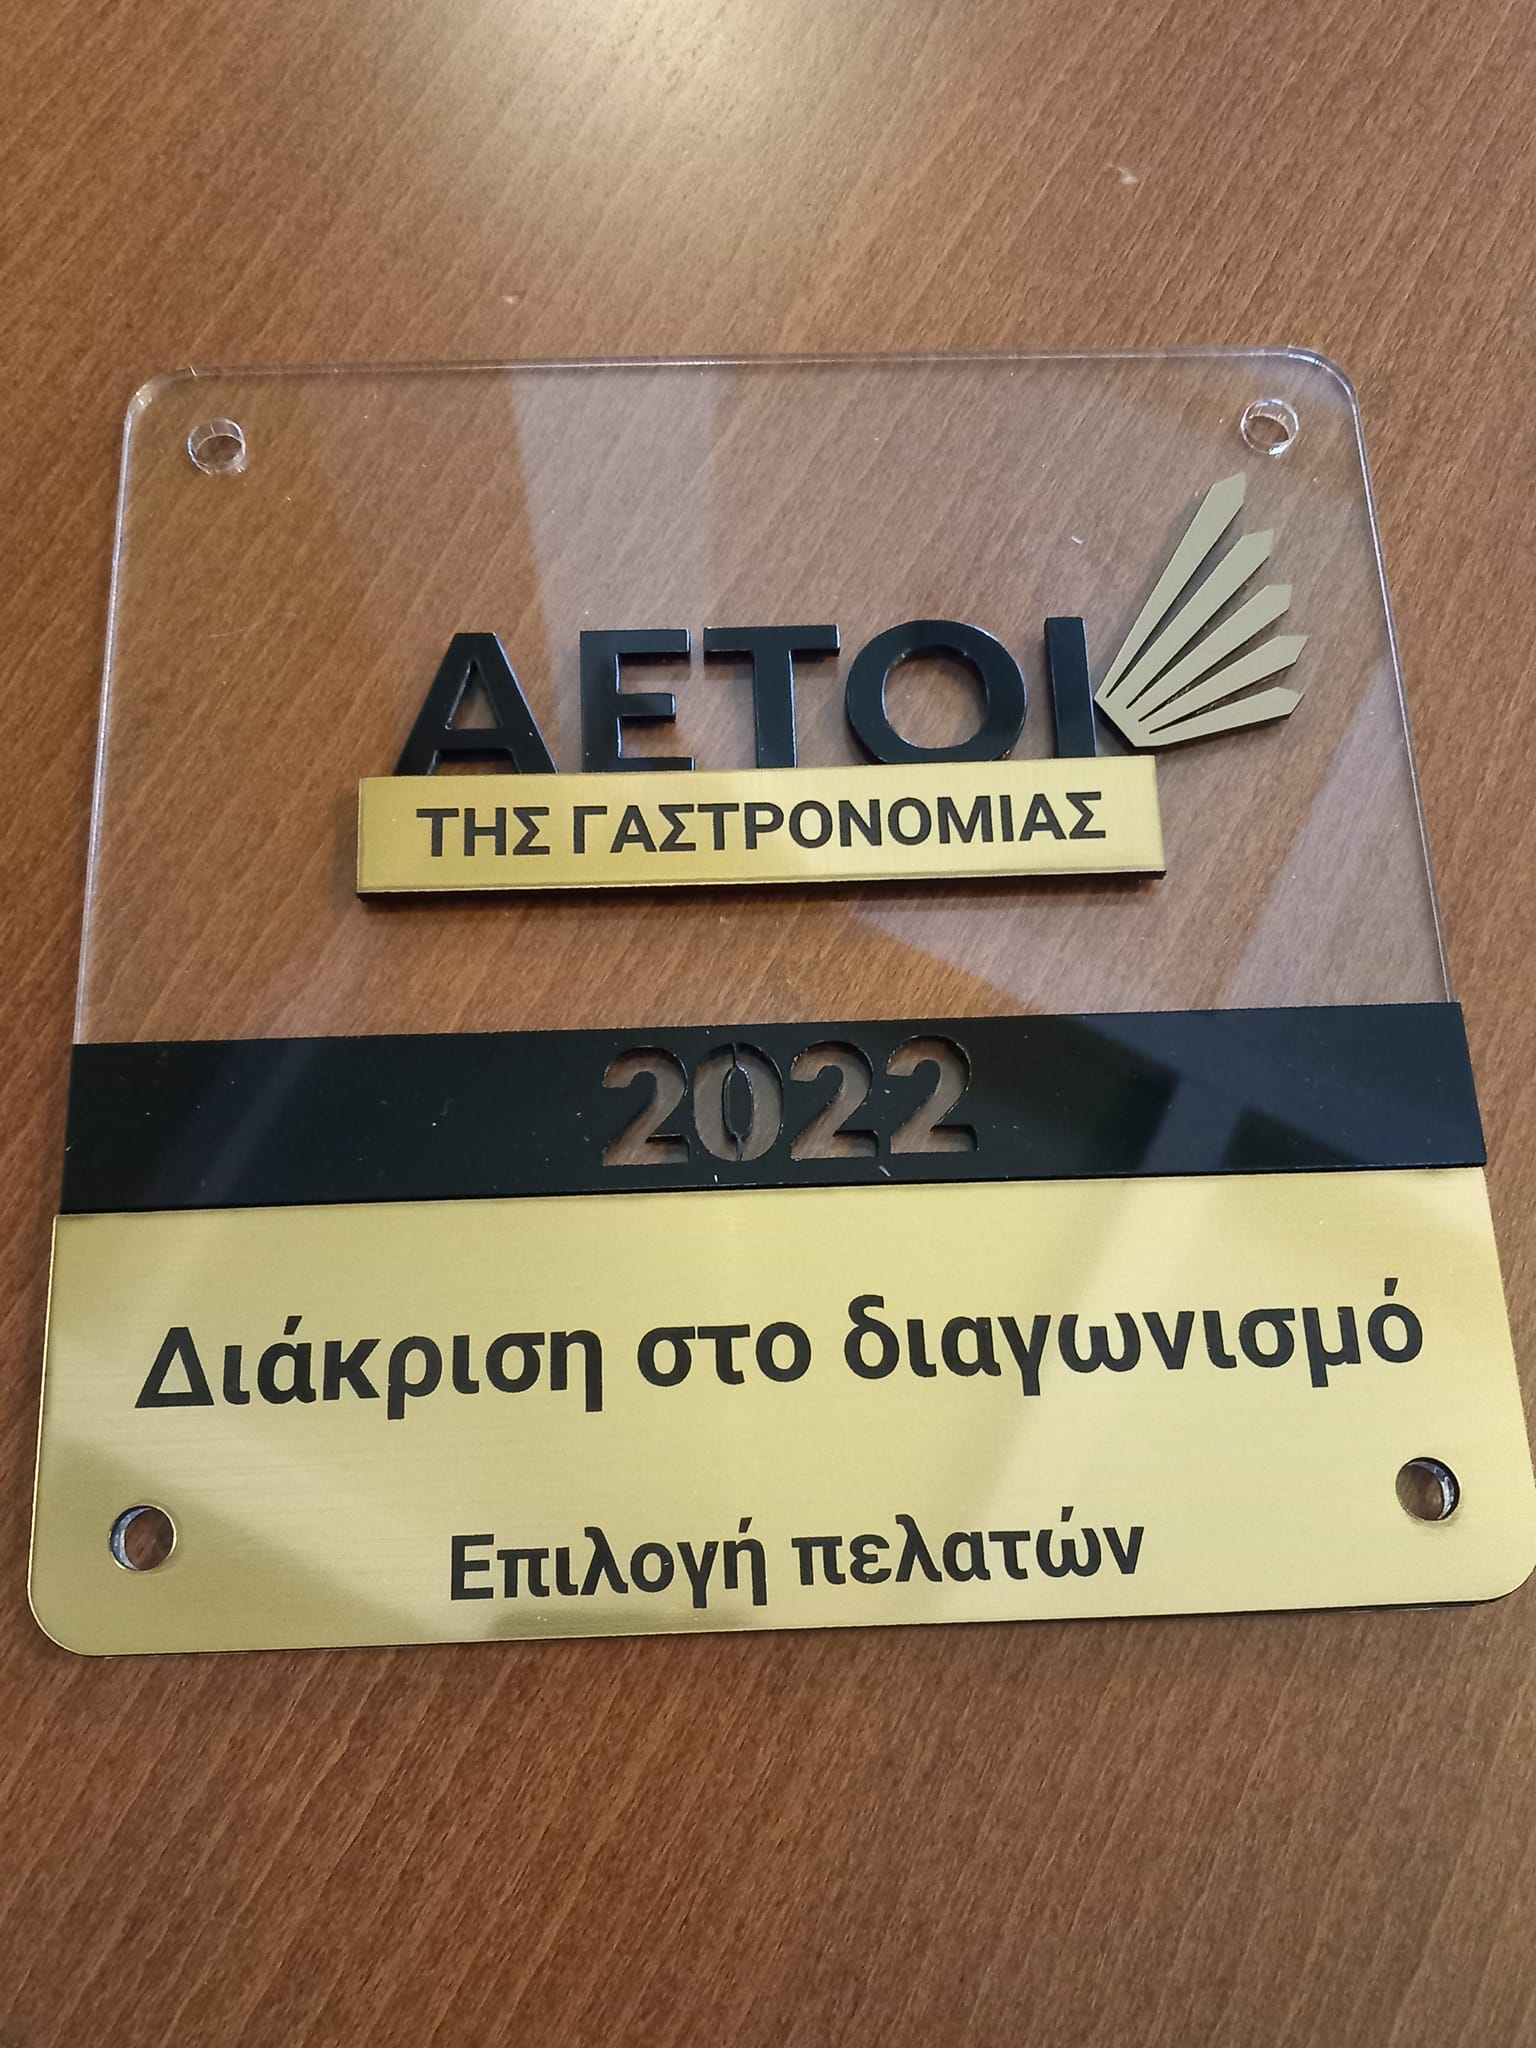 ΑΕΤΟΙ
ΤΗΣ ΓΑΣΤΡΟΝΟΜΙΑΣ
2022
Διάκριση στο διαγωνισμό
Επιλογή πελατών